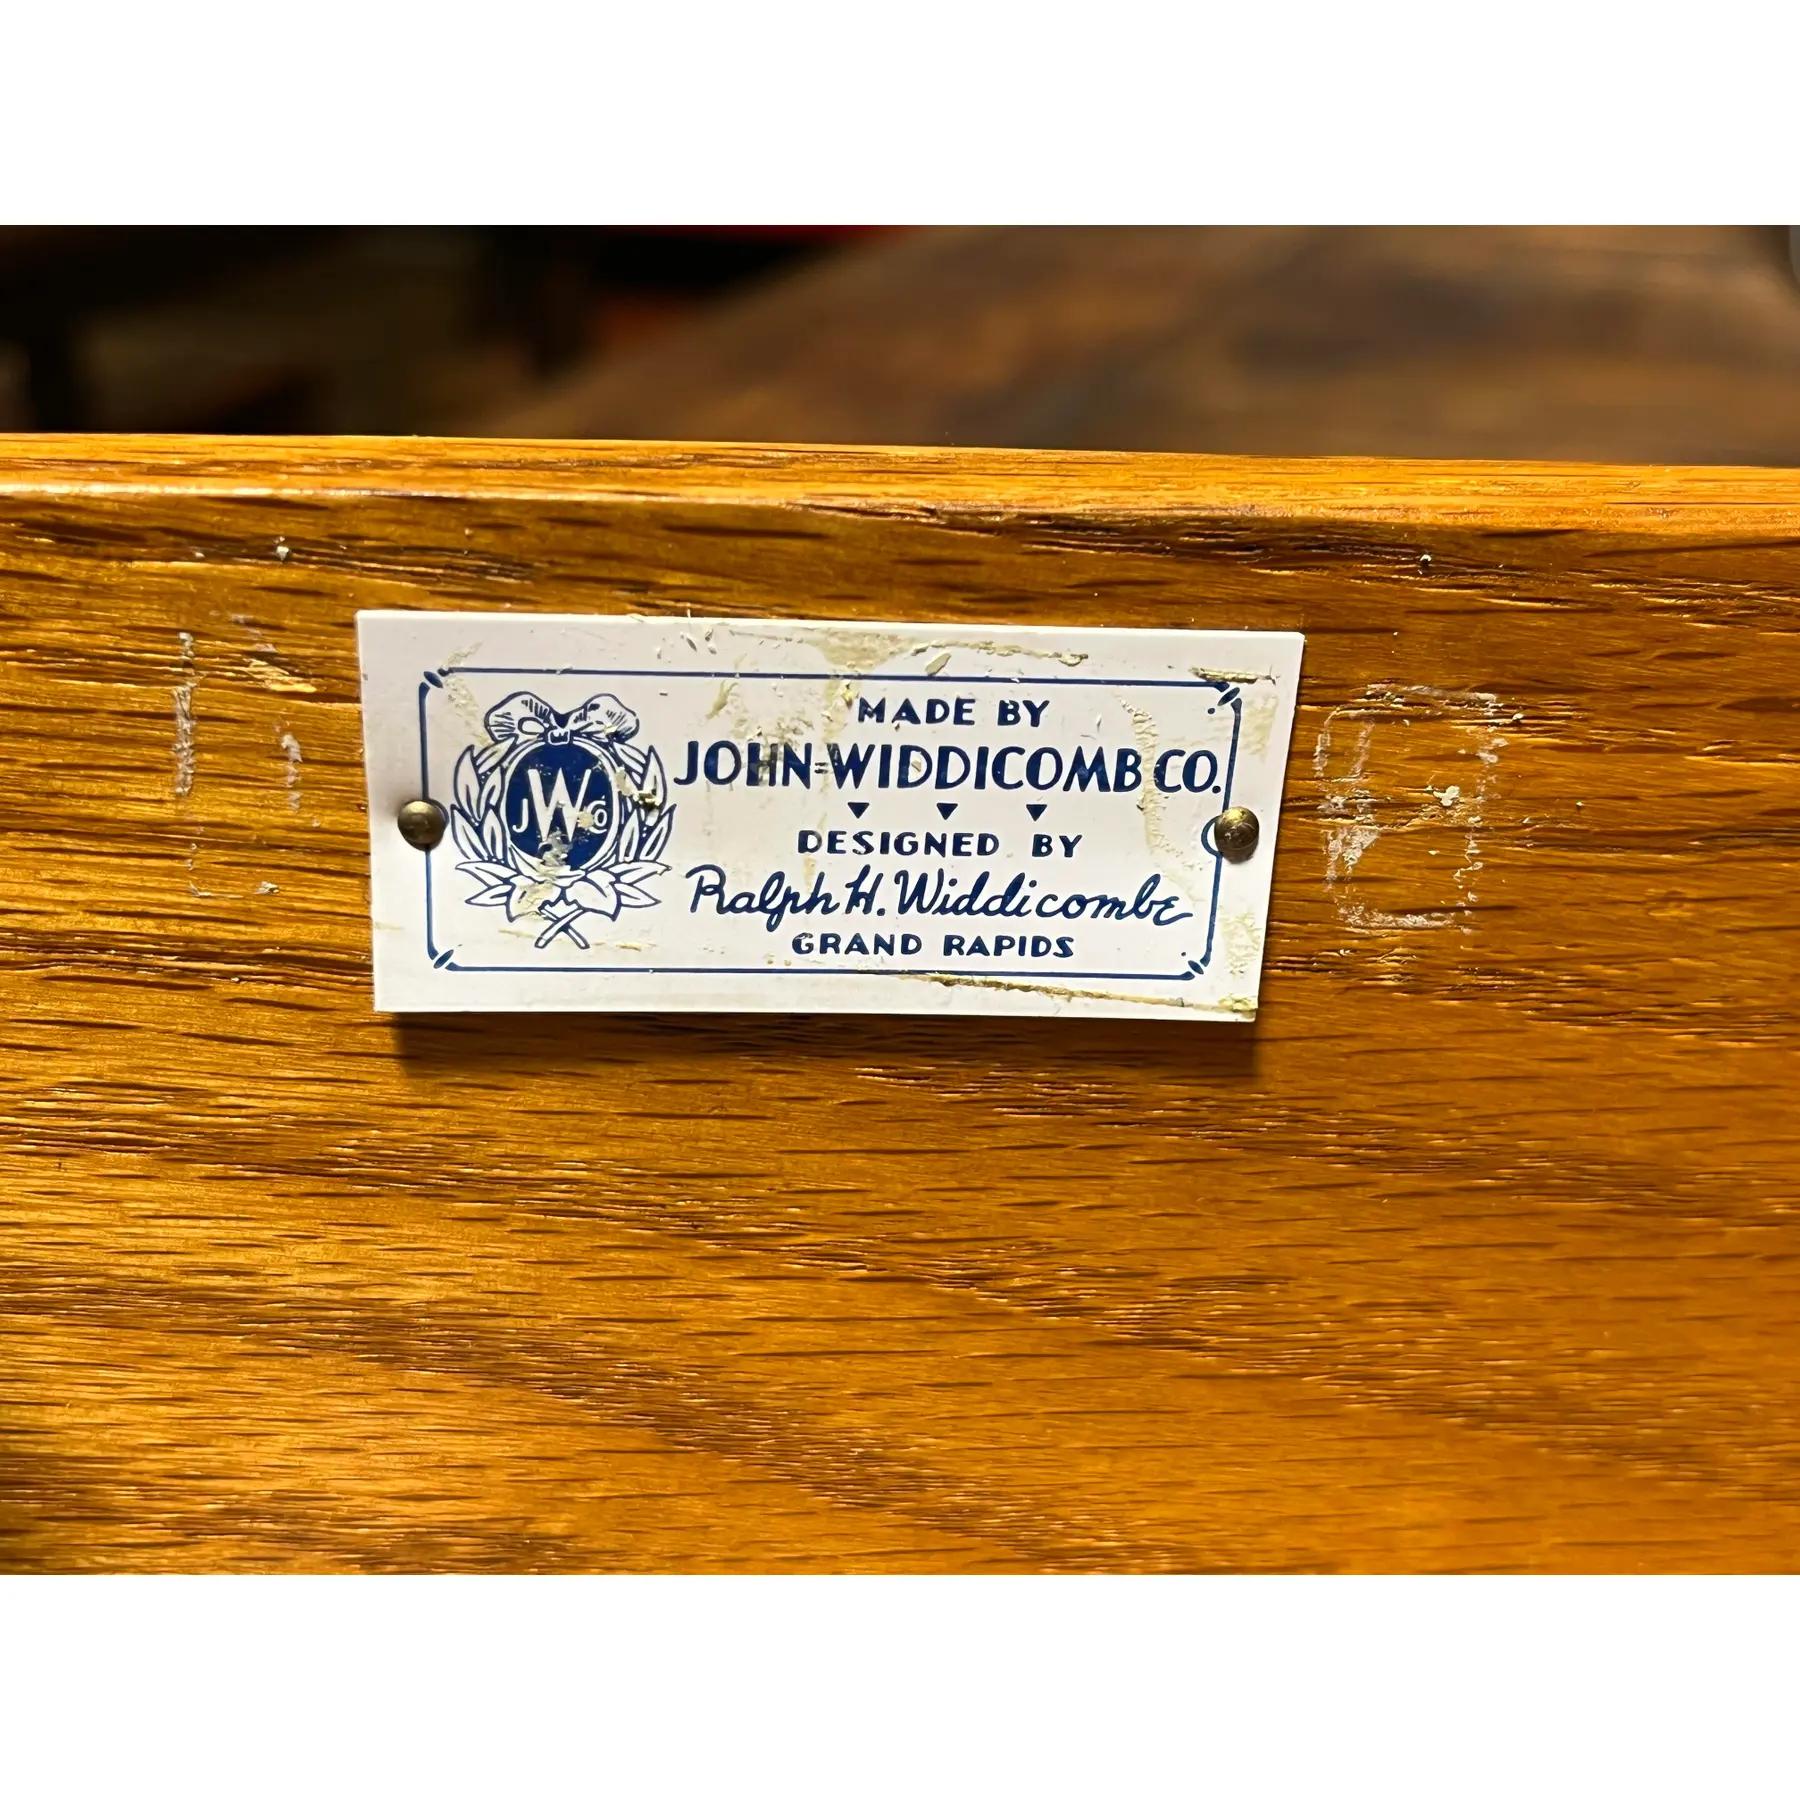 MADE BY
JOHN=WIDDICOMB CO.
JWCo
DESIGNED BY
Ralph H. Widdicombe
GRAND RAPIDS